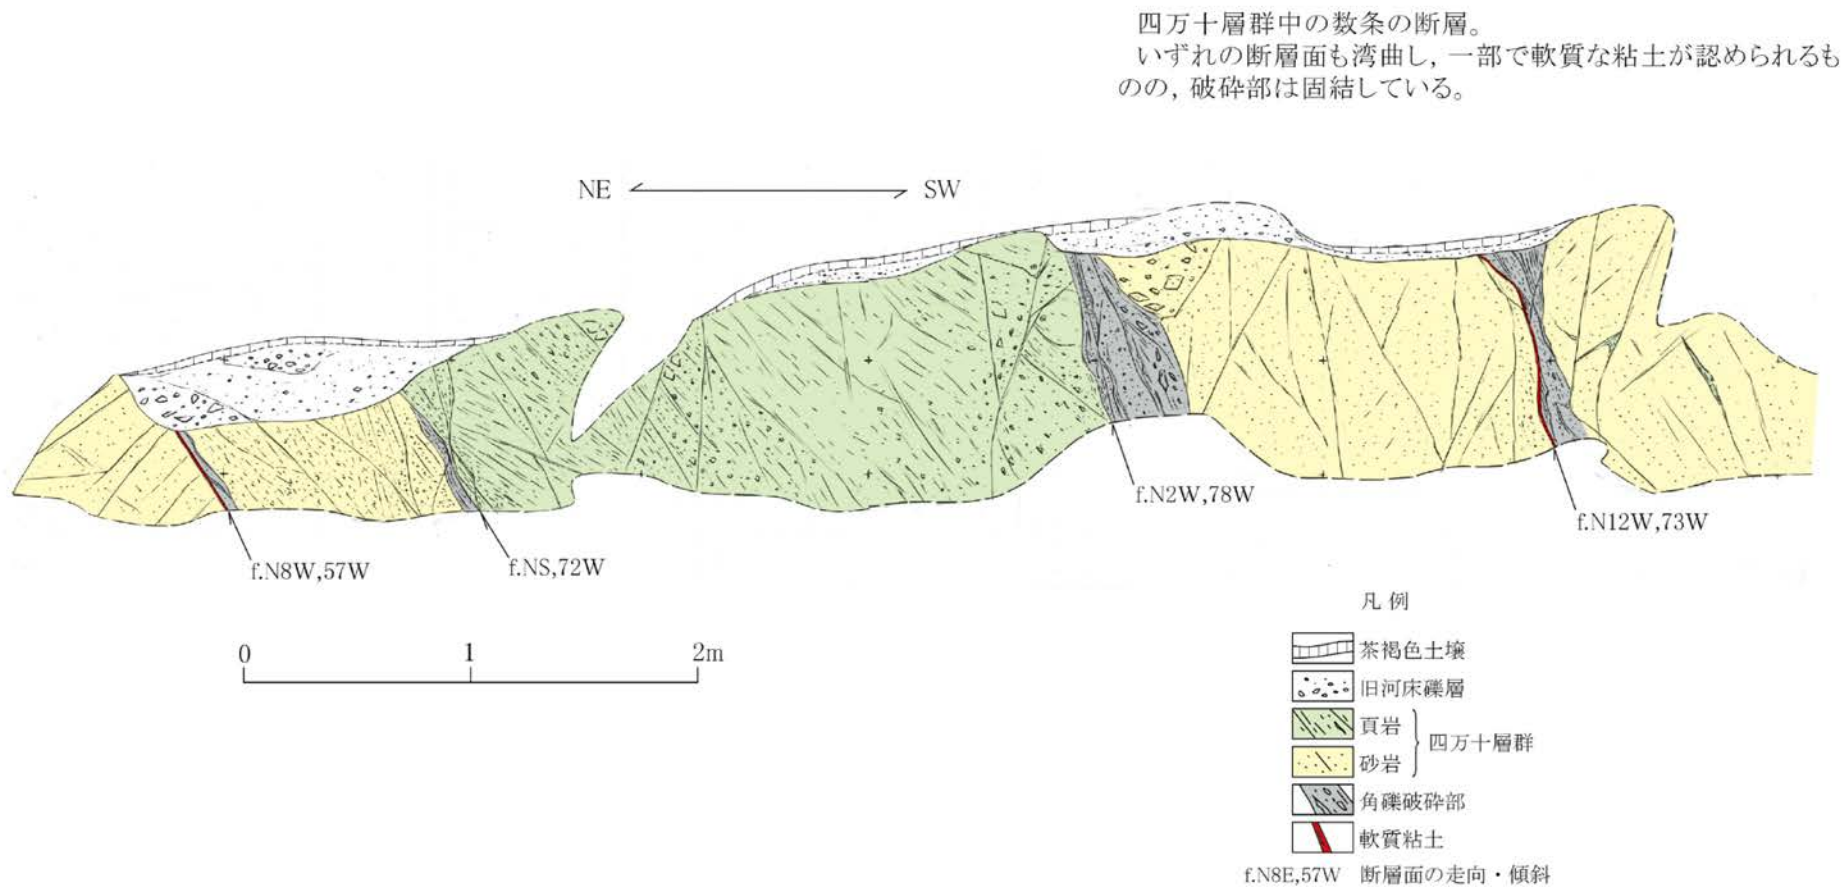 四万十層群中の数条の断層。
いずれの断層面も湾曲し，一部で軟質な粘土が認められるも
のの，破砕部は固結している。
NE SW
f.N8W,57W
f.NS,72W
f.N2W,78W
f.N12W,73W
0 1 2m
凡 例
茶褐色土壌
旧河床礫層
頁岩
四万十層群
砂岩
角礫破砕部
軟質粘土
f.N8E,57W 断層面の走向・傾斜